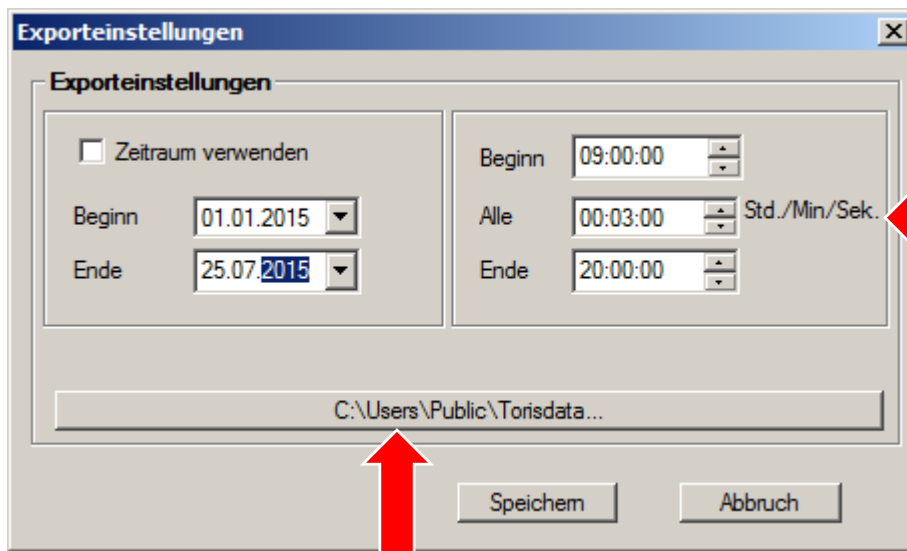 Exporteinstellungen
Exporteinstellungen
Zeitraum verwenden
Beginn 01.01.2015
Ende 25.07.2015
Beginn 09:00:00
Alle 00:03:00 Std./Min/Sek.
Ende 20:00:00
C:\Users\Public\Torisdata...
Speichern Abbruch